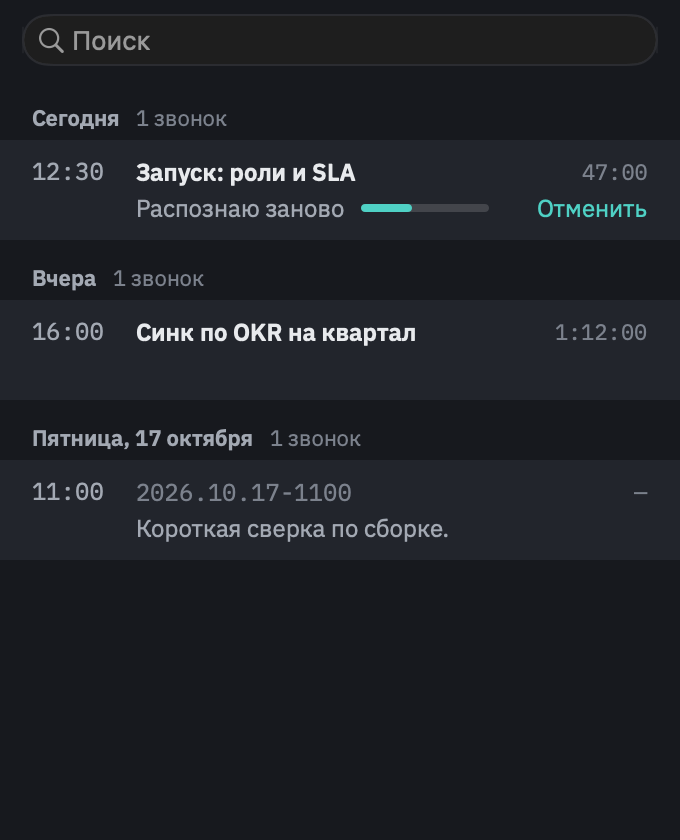 Поиск
Сегодня 1 звонок
12:30 Запуск: роли и SLA 47:00
Распознаю заново Отменить
Вчера 1 звонок
16:00 Синк по OKR на квартал 1:12:00
Пятница, 17 октября 1 звонок
11:00 2026.10.17-1100 —
Короткая сверка по сборке.